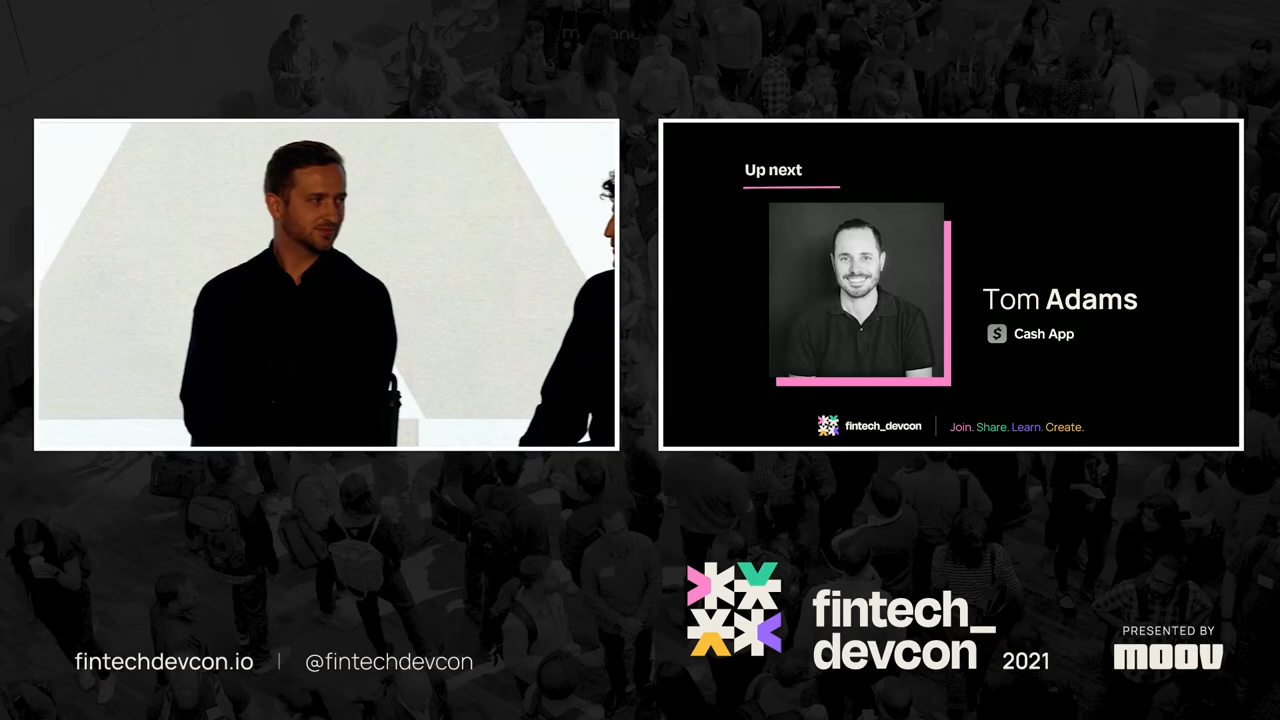 Up next
Tom Adams
Cash App
fintech_devcon
Join. Share. Learn. Create.
fintechdevcon.io
@fintechdevcon
fintech_
devcon 2021
PRESENTED BY
moov